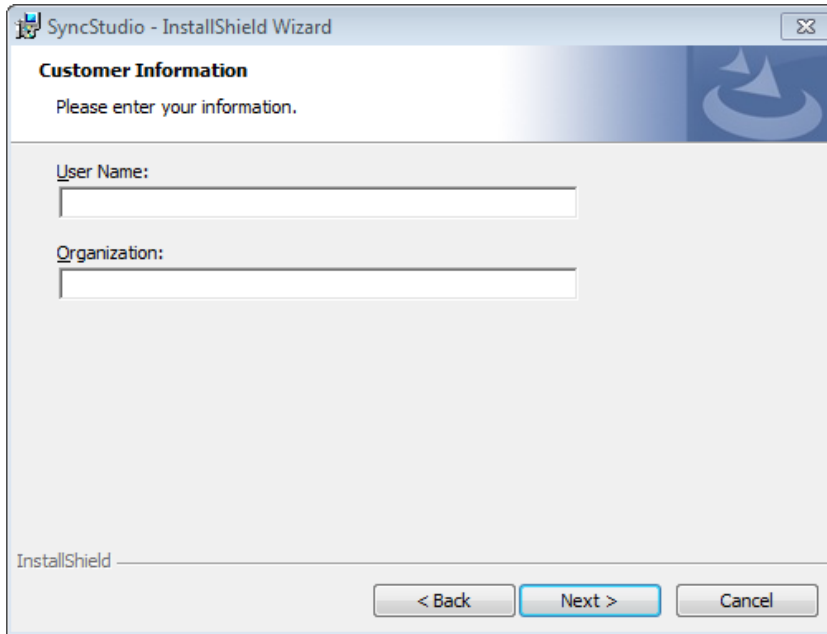 SyncStudio - InstallShield Wizard
Customer Information
Please enter your information.
User Name:
Organization:
InstallShield
< Back
Next >
Cancel